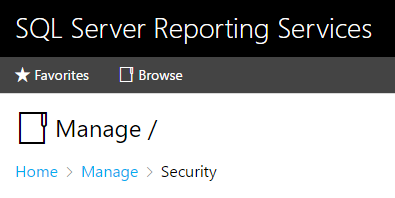 SQL Server Reporting Services
Favorites Browse
Manage /
Home > Manage > Security